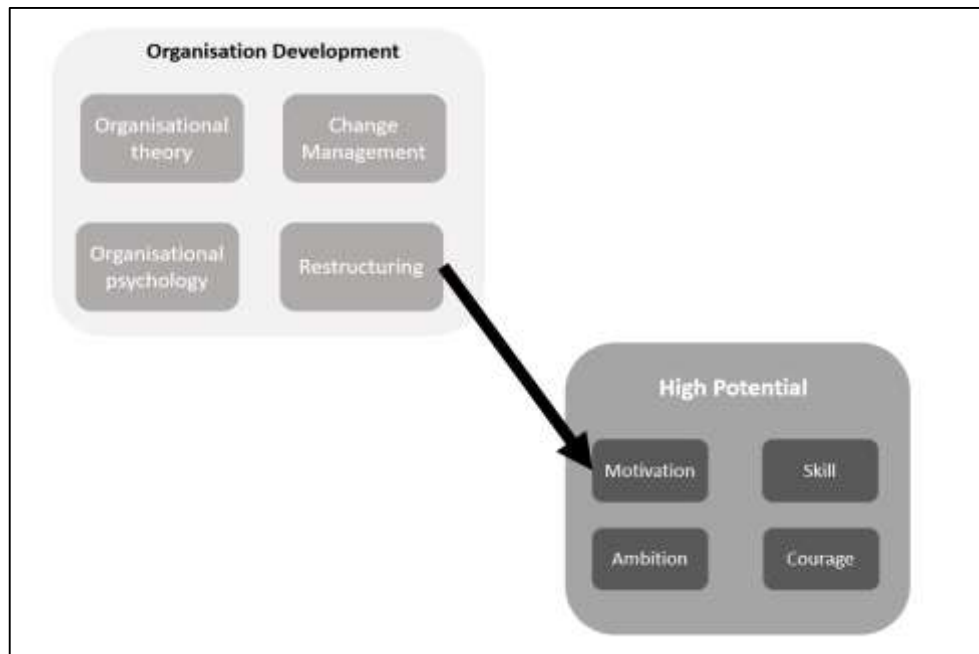 Organisation Development
Organisational
theory
Change
Management
Organisational
psychology
Restructuring
High Potential
Motivation
Skill
Ambition
Courage